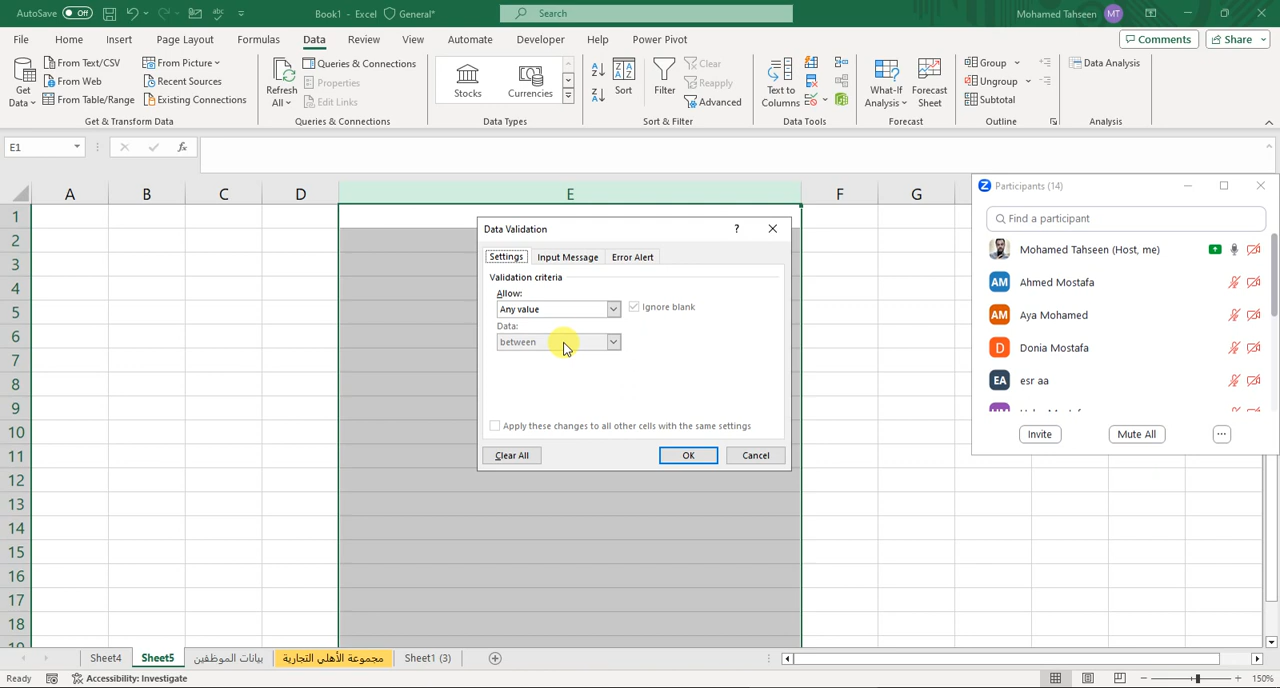 AutoSave Off Book1 - Excel General* Search Mohamed Tahseen MT
File Home Insert Page Layout Formulas Data Review View Automate Developer Help Power Pivot Comments Share
Get Data From Text/CSV From Picture
From Web Recent Sources
From Table/Range Existing Connections
Refresh All Queries & Connections
Properties
Edit Links
Stocks Currencies
Sort Filter Clear
Reapply
Advanced
Text to Columns What-If Analysis Forecast Sheet
Group
Ungroup
Subtotal
Data Analysis
Get & Transform Data Queries & Connections Data Types Sort & Filter Data Tools Forecast Outline Analysis
E1 fx
A B C D E F G
1
2
3
4
5
6
7
8
9
10
11
12
13
14
15
16
17
18
Data Validation ?
Settings Input Message Error Alert
Validation criteria
Allow:
Any value Ignore blank
Data:
between
Apply these changes to all other cells with the same settings
Clear All OK Cancel
Participants (14)
Find a participant
Mohamed Tahseen (Host, me)
AM Ahmed Mostafa
AM Aya Mohamed
D Donia Mostafa
EA esr aa
Invite Mute All ...
Sheet4 Sheet5 بيانات الموظفين مجموعة الأهلي التجارية Sheet1 (3)
Ready Accessibility: Investigate 150%